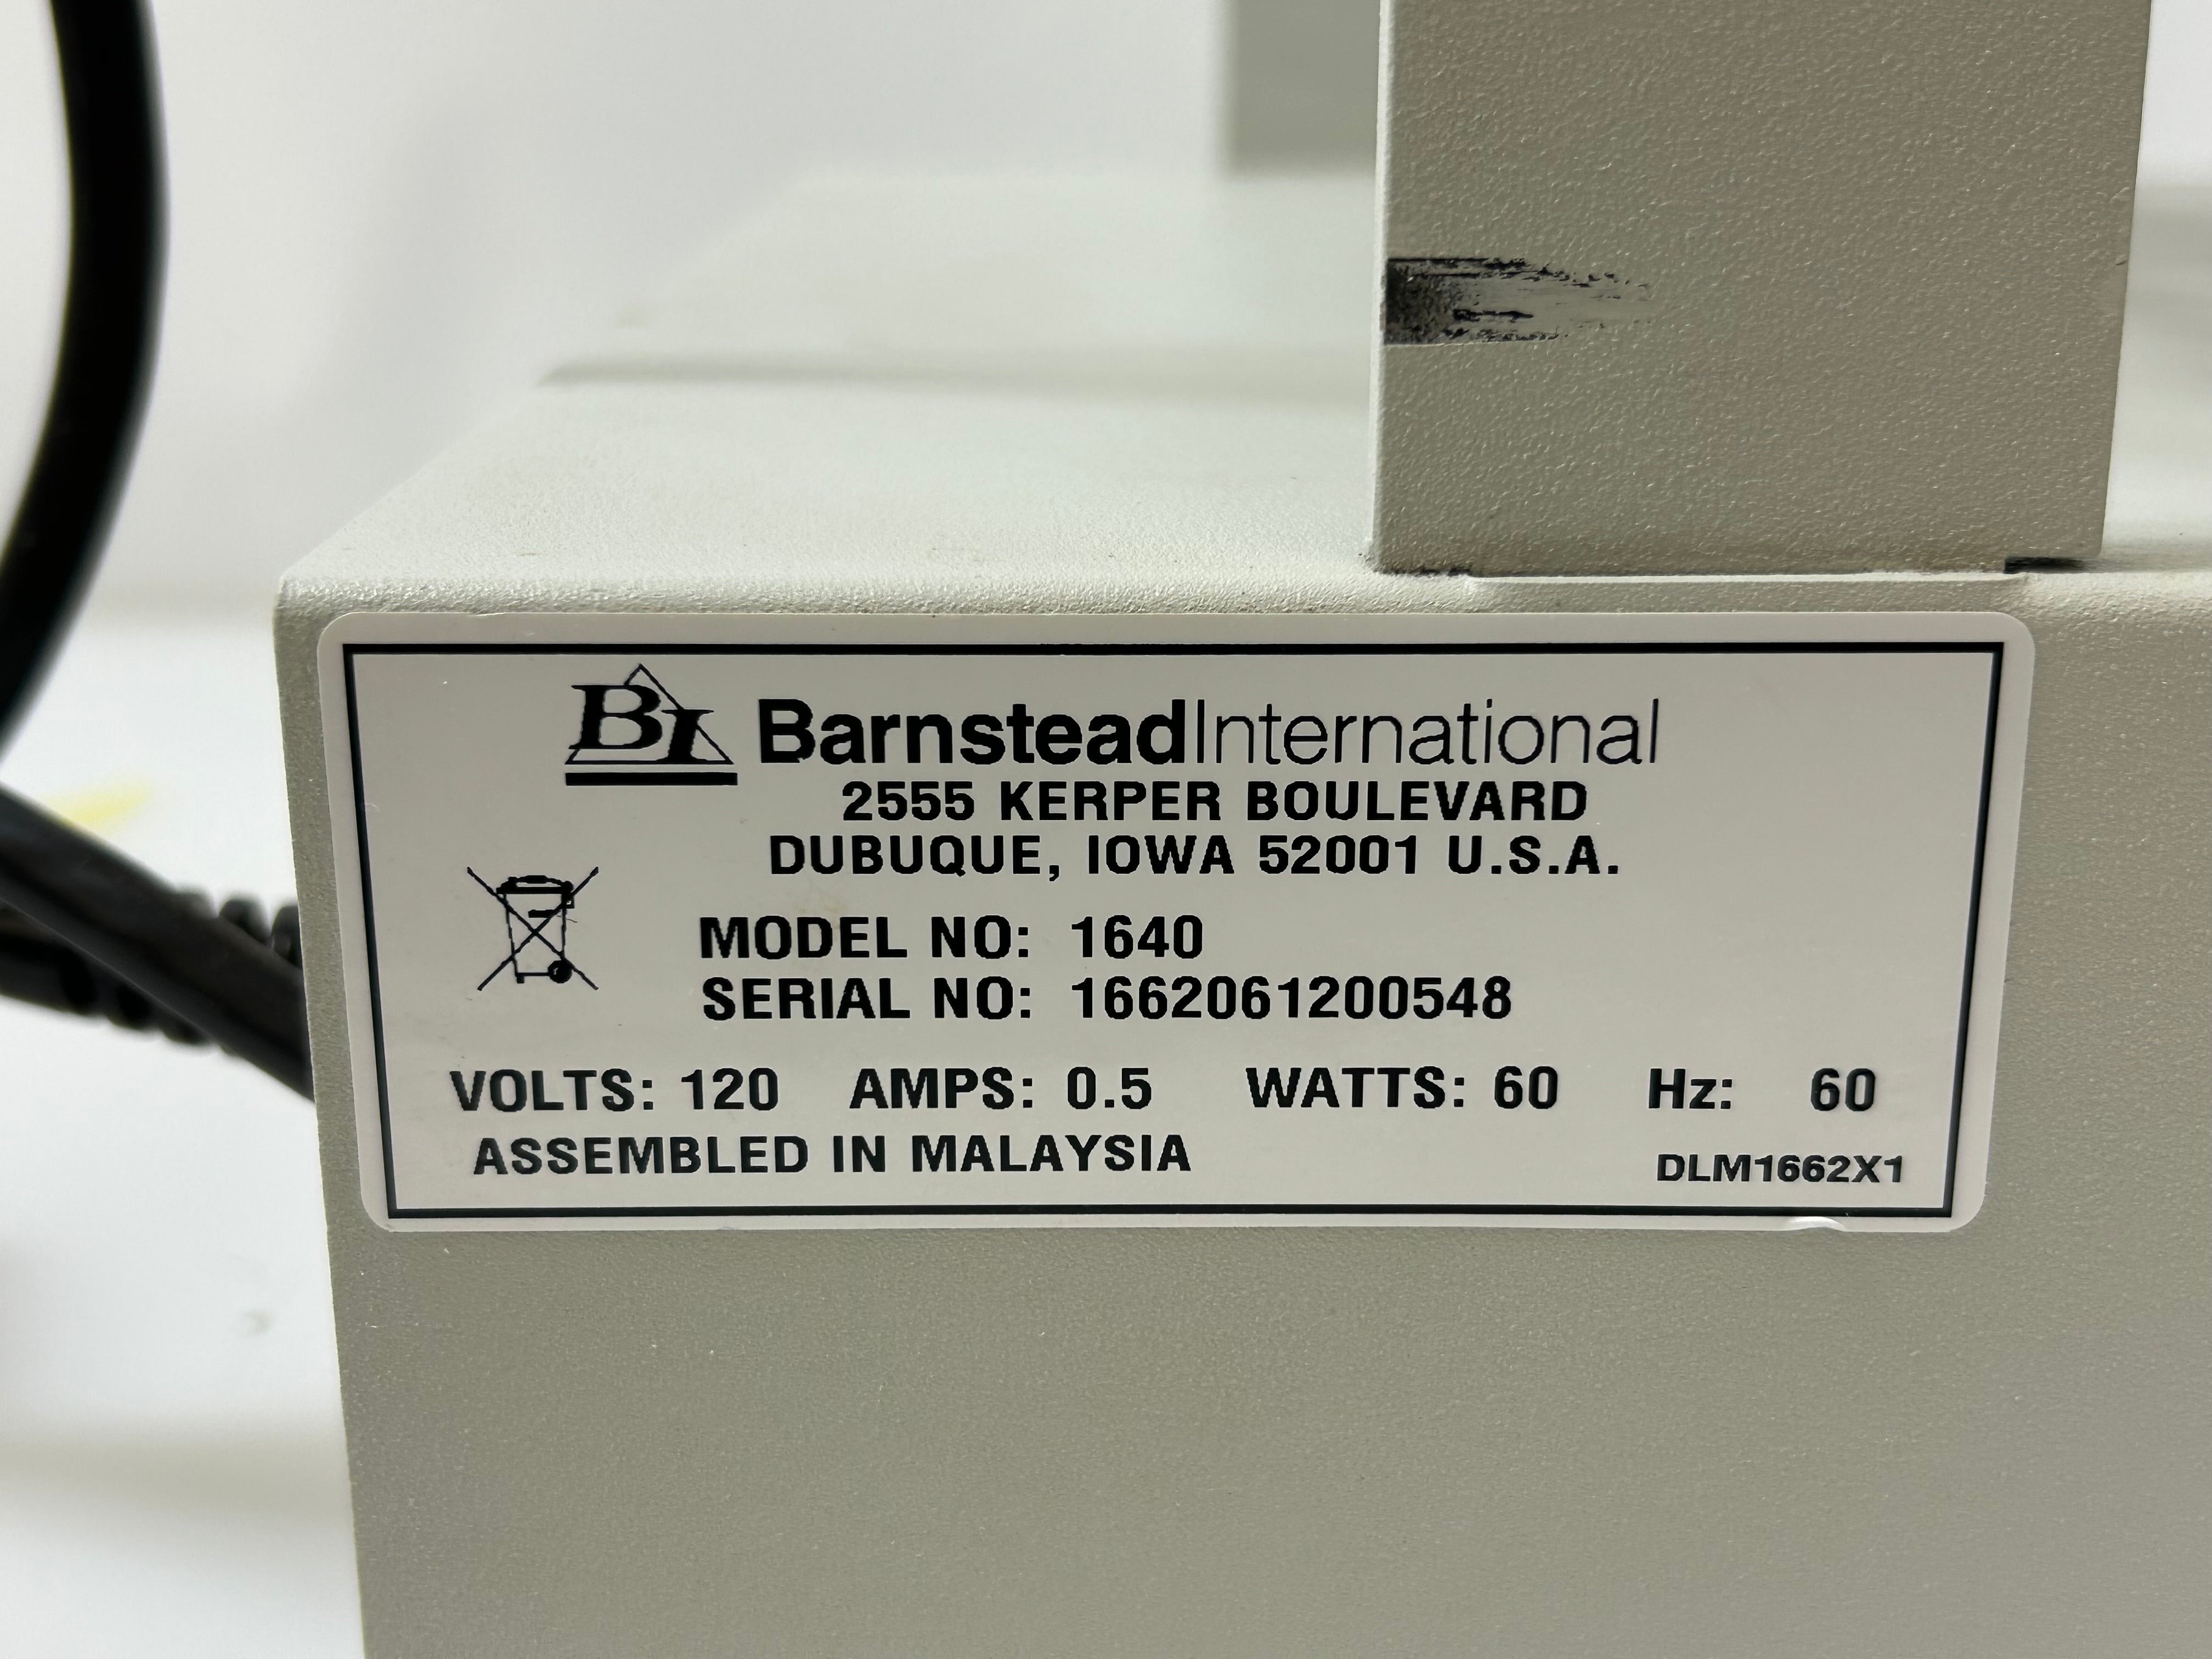 BI BarnsteadInternational
2555 KERPER BOULEVARD
DUBUQUE, IOWA 52001 U.S.A.
MODEL NO: 1640
SERIAL NO: 1662061200548
VOLTS: 120 AMPS: 0.5 WATTS: 60 Hz: 60
ASSEMBLED IN MALAYSIA
DLM1662X1